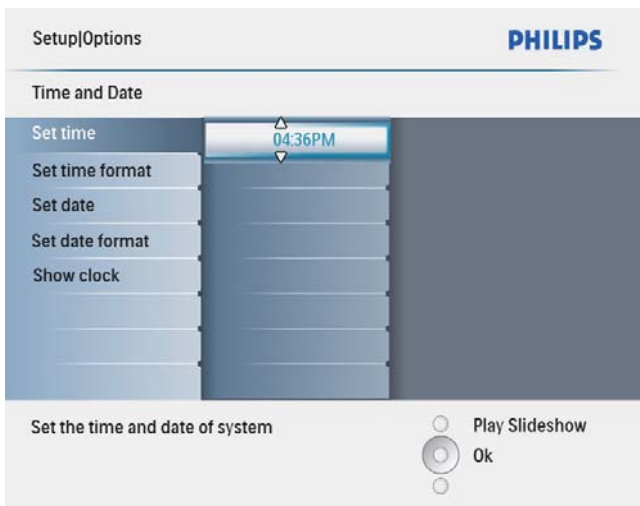 Setup|Options
PHILIPS
Time and Date
Set time
04:36PM
Set time format
Set date
Set date format
Show clock
Set the time and date of system
Play Slideshow
Ok